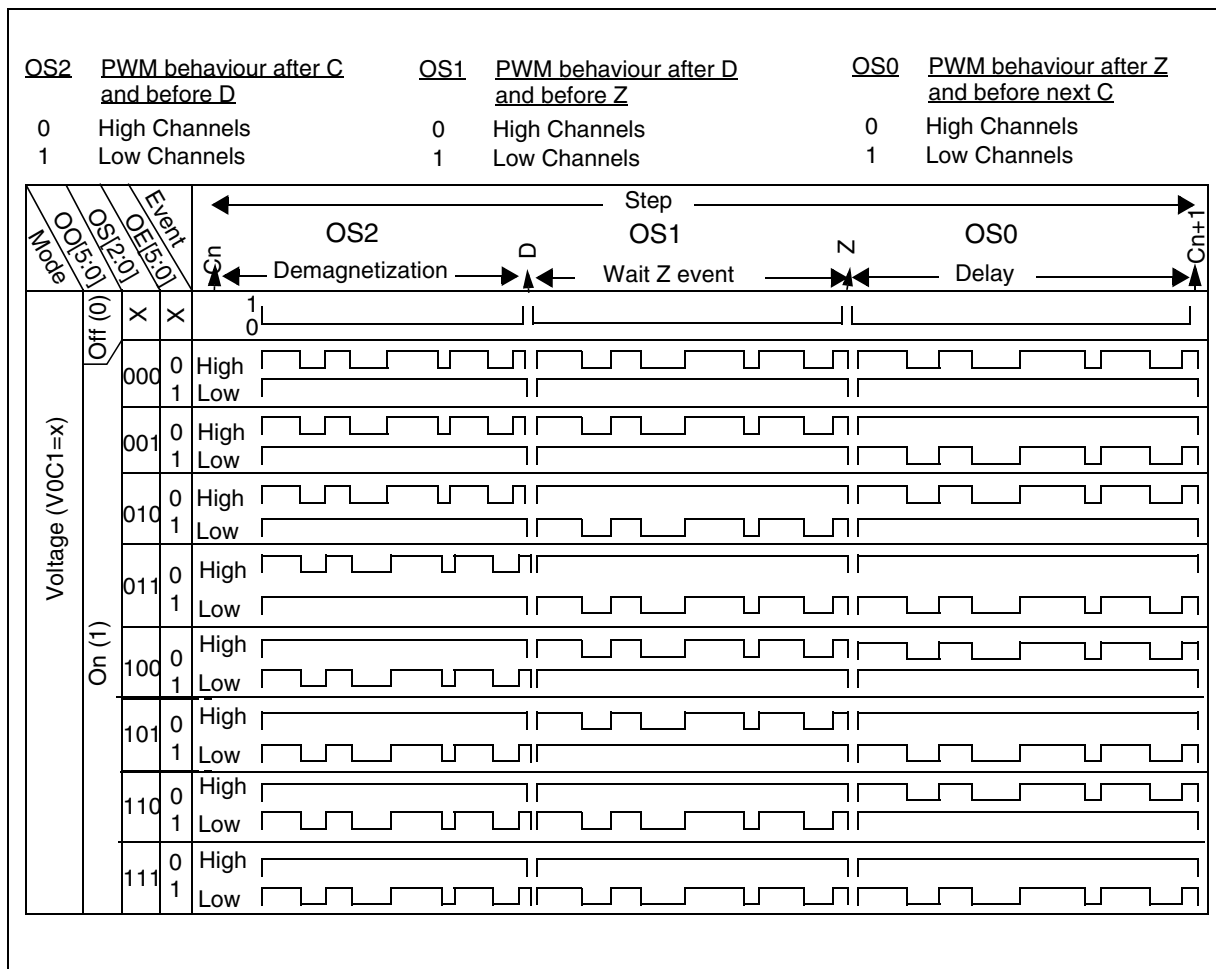 OS2 PWM behaviour after C OS1 PWM behaviour after D OS0 PWM behaviour after Z
and before D and before Z and before next C
0 High Channels 0 High Channels 0 High Channels
1 Low Channels 1 Low Channels 1 Low Channels
Mode
OO[5:0]
OS[2:0]
OE[5:0]
Event
Step
Cn
OS2
D
OS1
Z
OS0
Cn+1
Demagnetization
Wait Z event
Delay
Voltage (V0C1=x)
Off (0)
X
X
1
0
On (1)
000
0 High
1 Low
001
0 High
1 Low
010
0 High
1 Low
011
0 High
1 Low
100
0 High
1 Low
101
0 High
1 Low
110
0 High
1 Low
111
0 High
1 Low